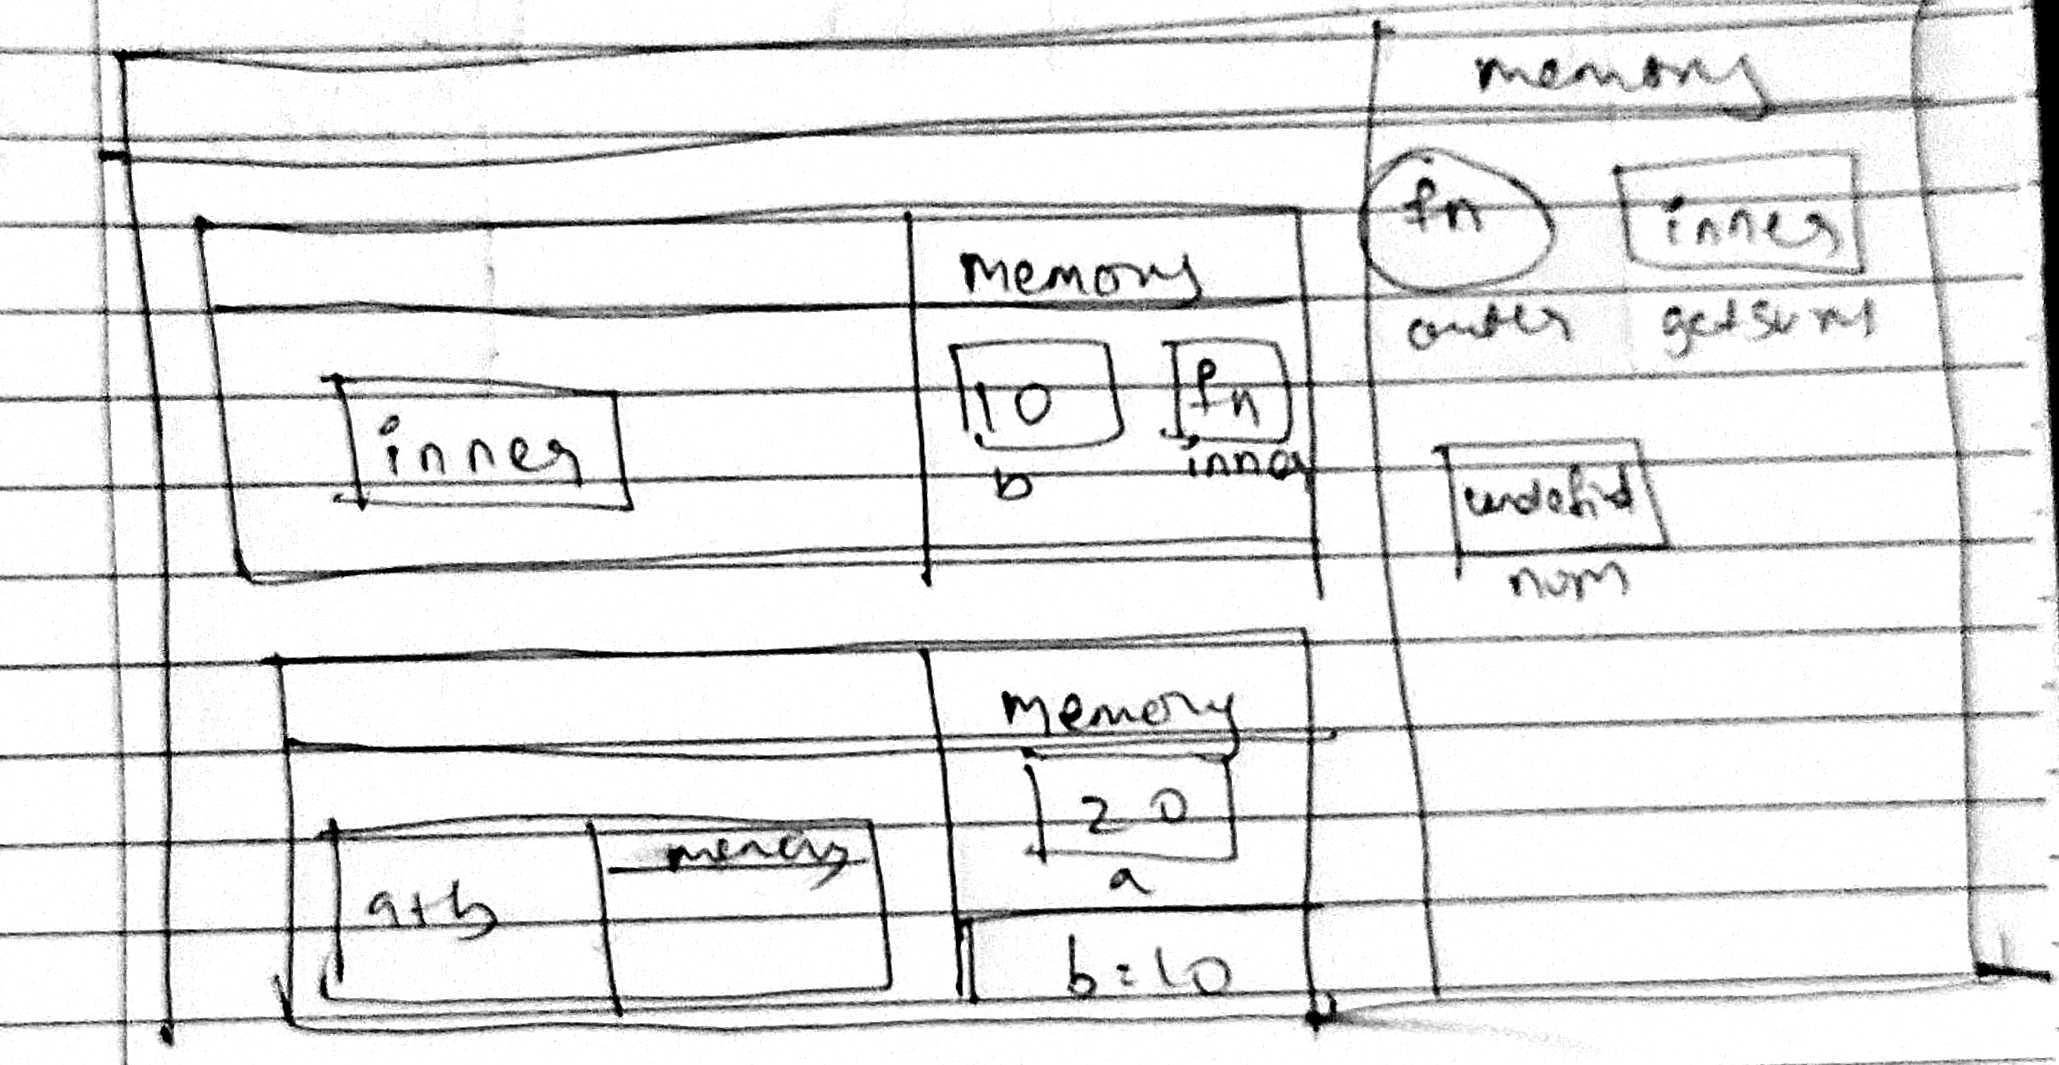 memory
fn inner
outer getsum
memory
10 fn
b inner
inner
undefind
num
memory
20
a
memory
a+b
b=10